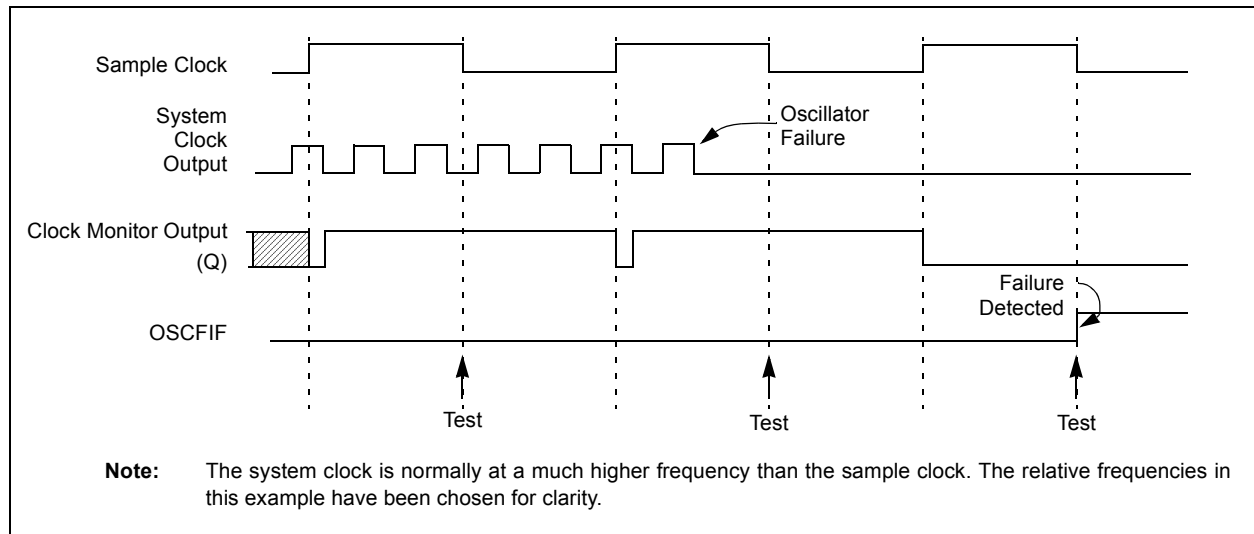 Sample Clock
System
Clock
Output
Oscillator
Failure
Clock Monitor Output
(Q)
Failure
Detected
OSCFIF
Test
Test
Test
Note: The system clock is normally at a much higher frequency than the sample clock. The relative frequencies in
this example have been chosen for clarity.